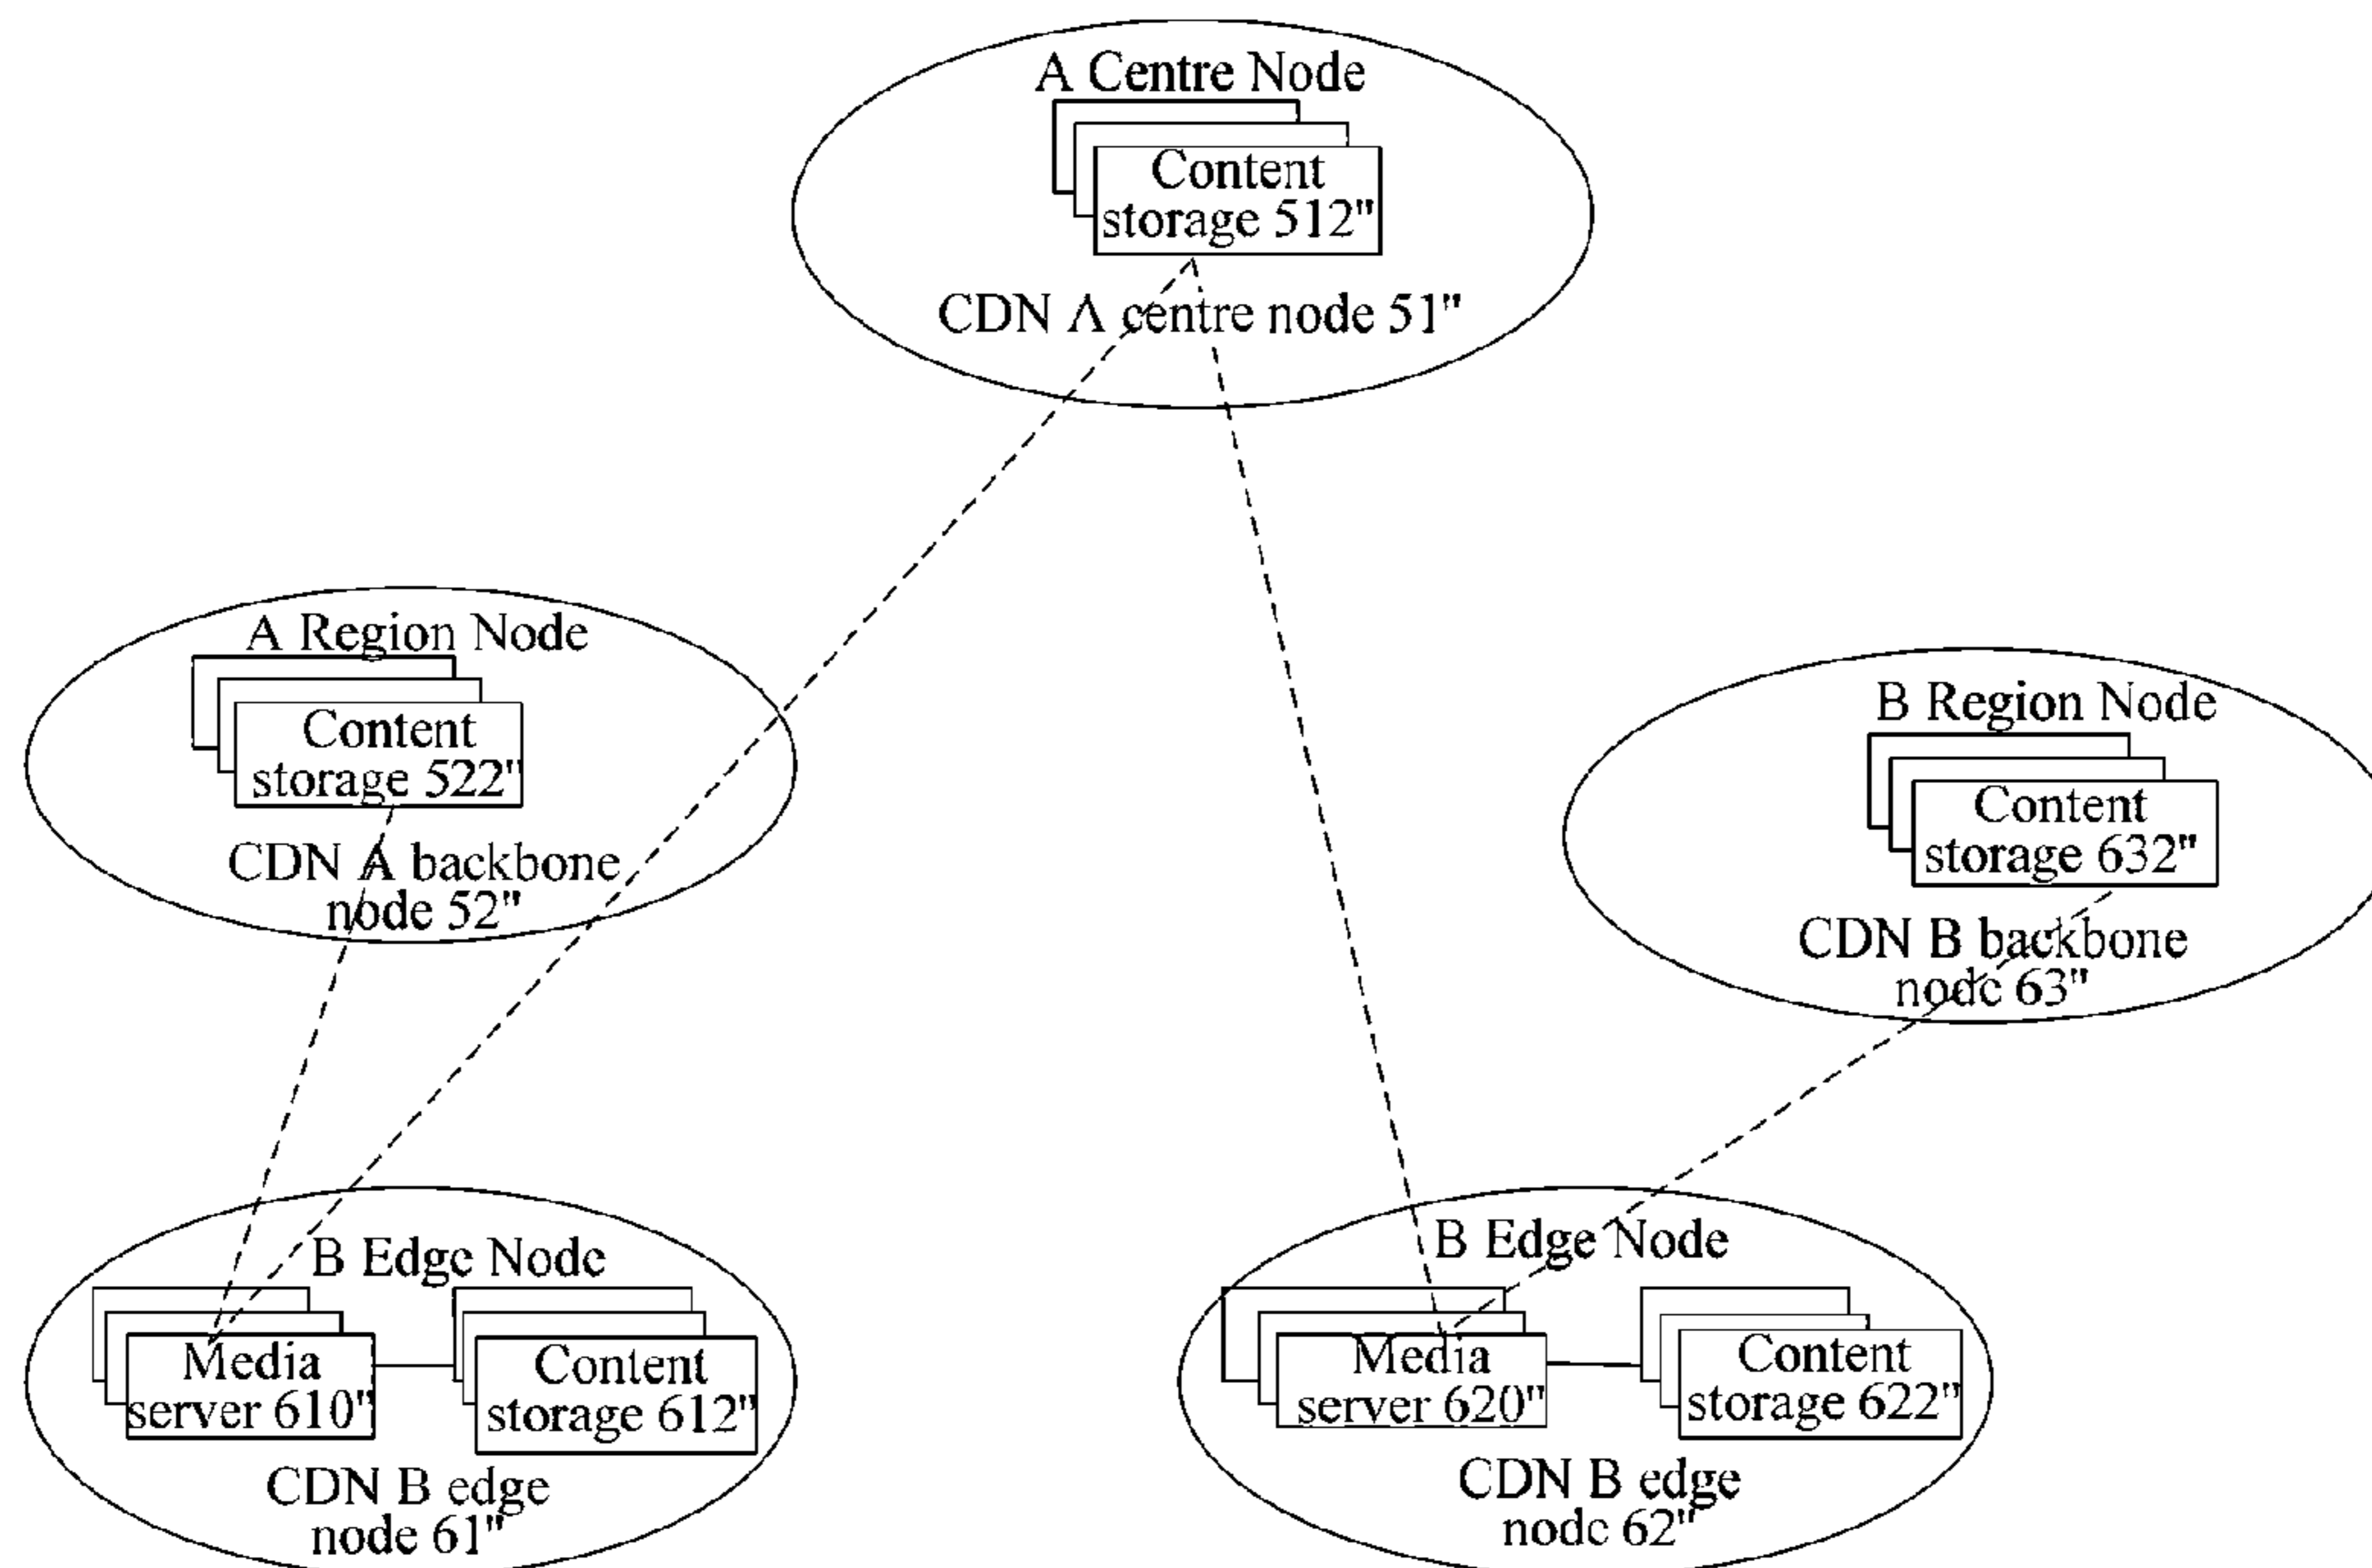 A Centre Node
Content
storage 512"
CDN A centre node 51"
A Region Node
Content
storage 522"
CDN A backbone
node 52"
B Region Node
Content
storage 632"
CDN B backbone
node 63"
B Edge Node
Media
server 610"
Content
storage 612"
CDN B edge
node 61"
B Edge Node
Media
server 620"
Content
storage 622"
CDN B edge
node 62"